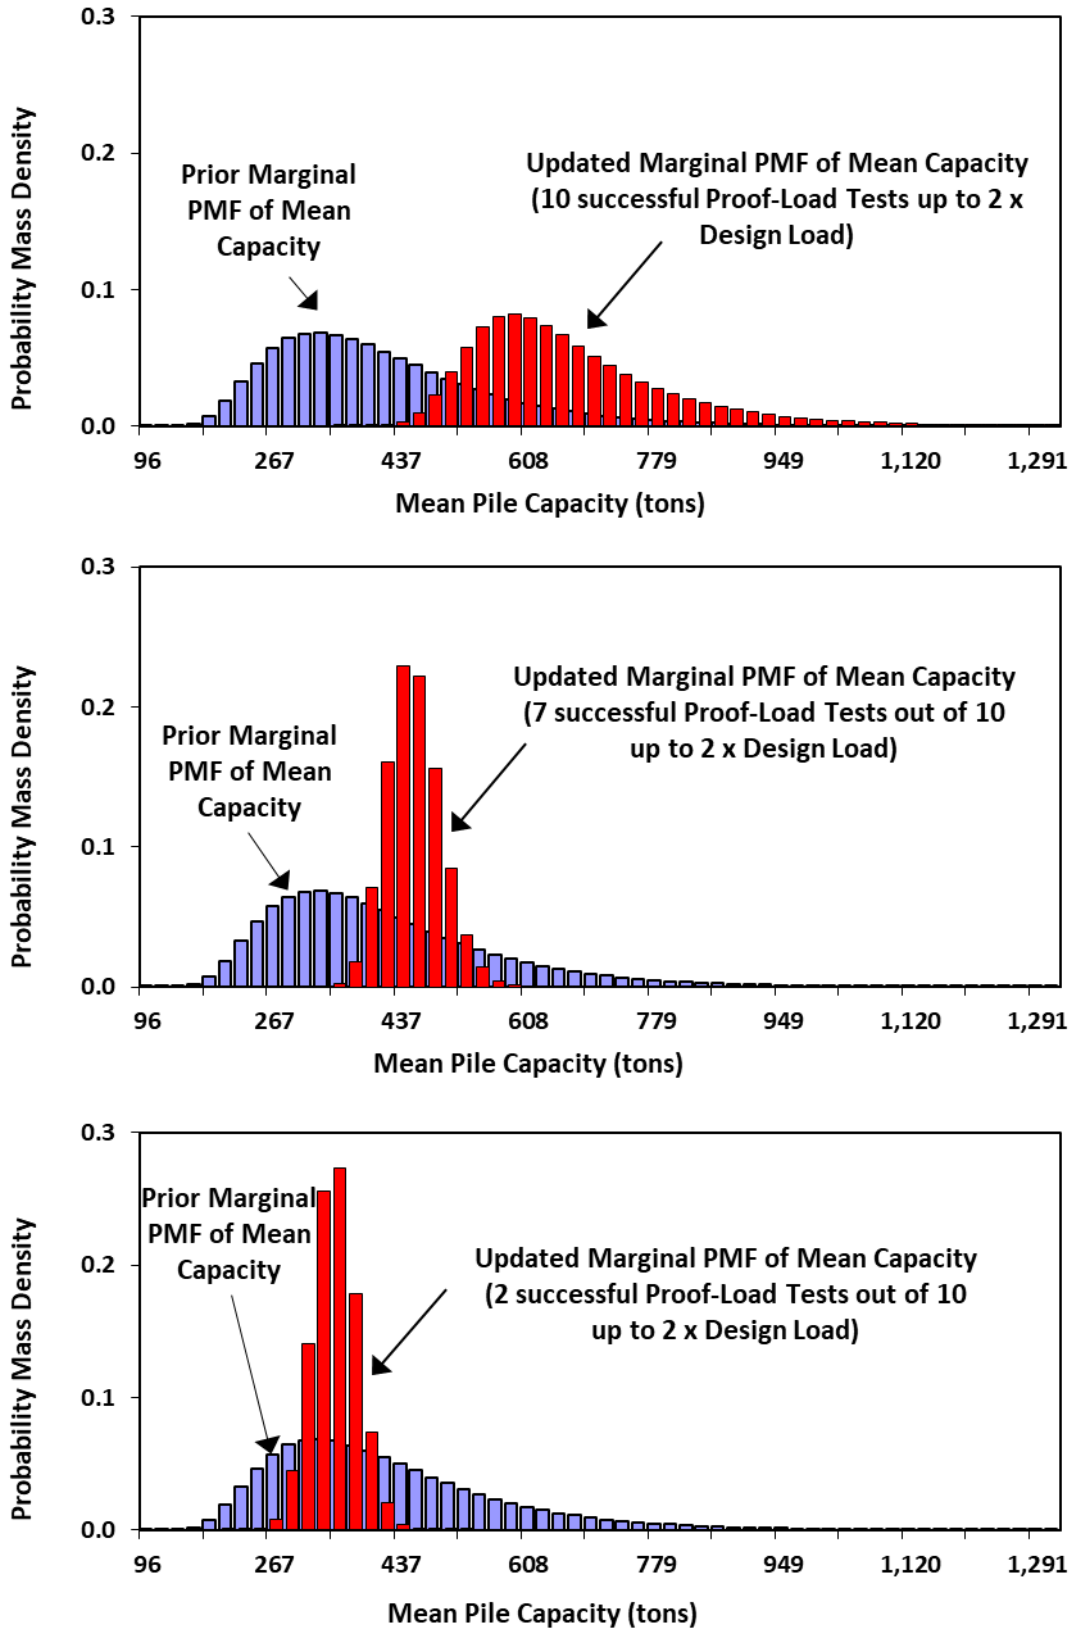 0.3
0.2
0.1
0.0
Probability Mass Density
Prior Marginal
PMF of Mean
Capacity
Updated Marginal PMF of Mean Capacity
(10 successful Proof-Load Tests up to 2 x
Design Load)
96 267 437 608 779 949 1,120 1,291
Mean Pile Capacity (tons)
0.3
0.2
0.1
0.0
Probability Mass Density
Prior Marginal
PMF of Mean
Capacity
Updated Marginal PMF of Mean Capacity
(7 successful Proof-Load Tests out of 10
up to 2 x Design Load)
96 267 437 608 779 949 1,120 1,291
Mean Pile Capacity (tons)
0.3
0.2
0.1
0.0
Probability Mass Density
Prior Marginal
PMF of Mean
Capacity
Updated Marginal PMF of Mean Capacity
(2 successful Proof-Load Tests out of 10
up to 2 x Design Load)
96 267 437 608 779 949 1,120 1,291
Mean Pile Capacity (tons)